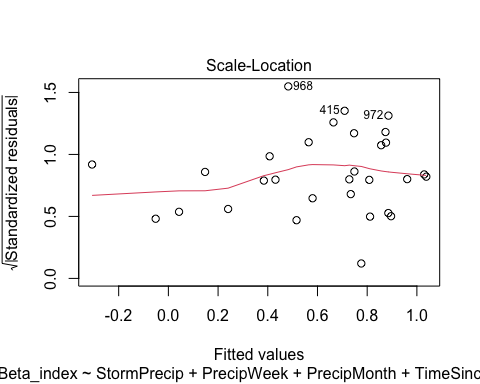 Scale-Location
√|Standardized residuals|
1.5
1.0
0.5
0.0
968
415
972
-0.2 0.0 0.2 0.4 0.6 0.8 1.0
Fitted values
Beta_index ~ StormPrecip + PrecipWeek + PrecipMonth + TimeSinc